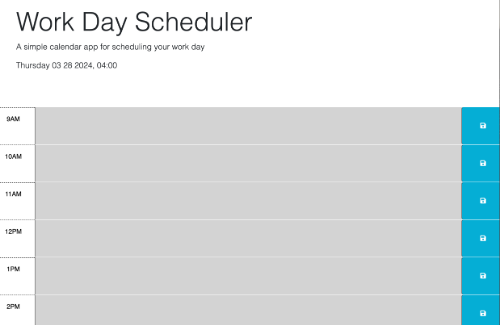 Work Day Scheduler
A simple calendar app for scheduling your work day
Thursday 03 28 2024, 04:00
9AM
10AM
11AM
12PM
1PM
2PM